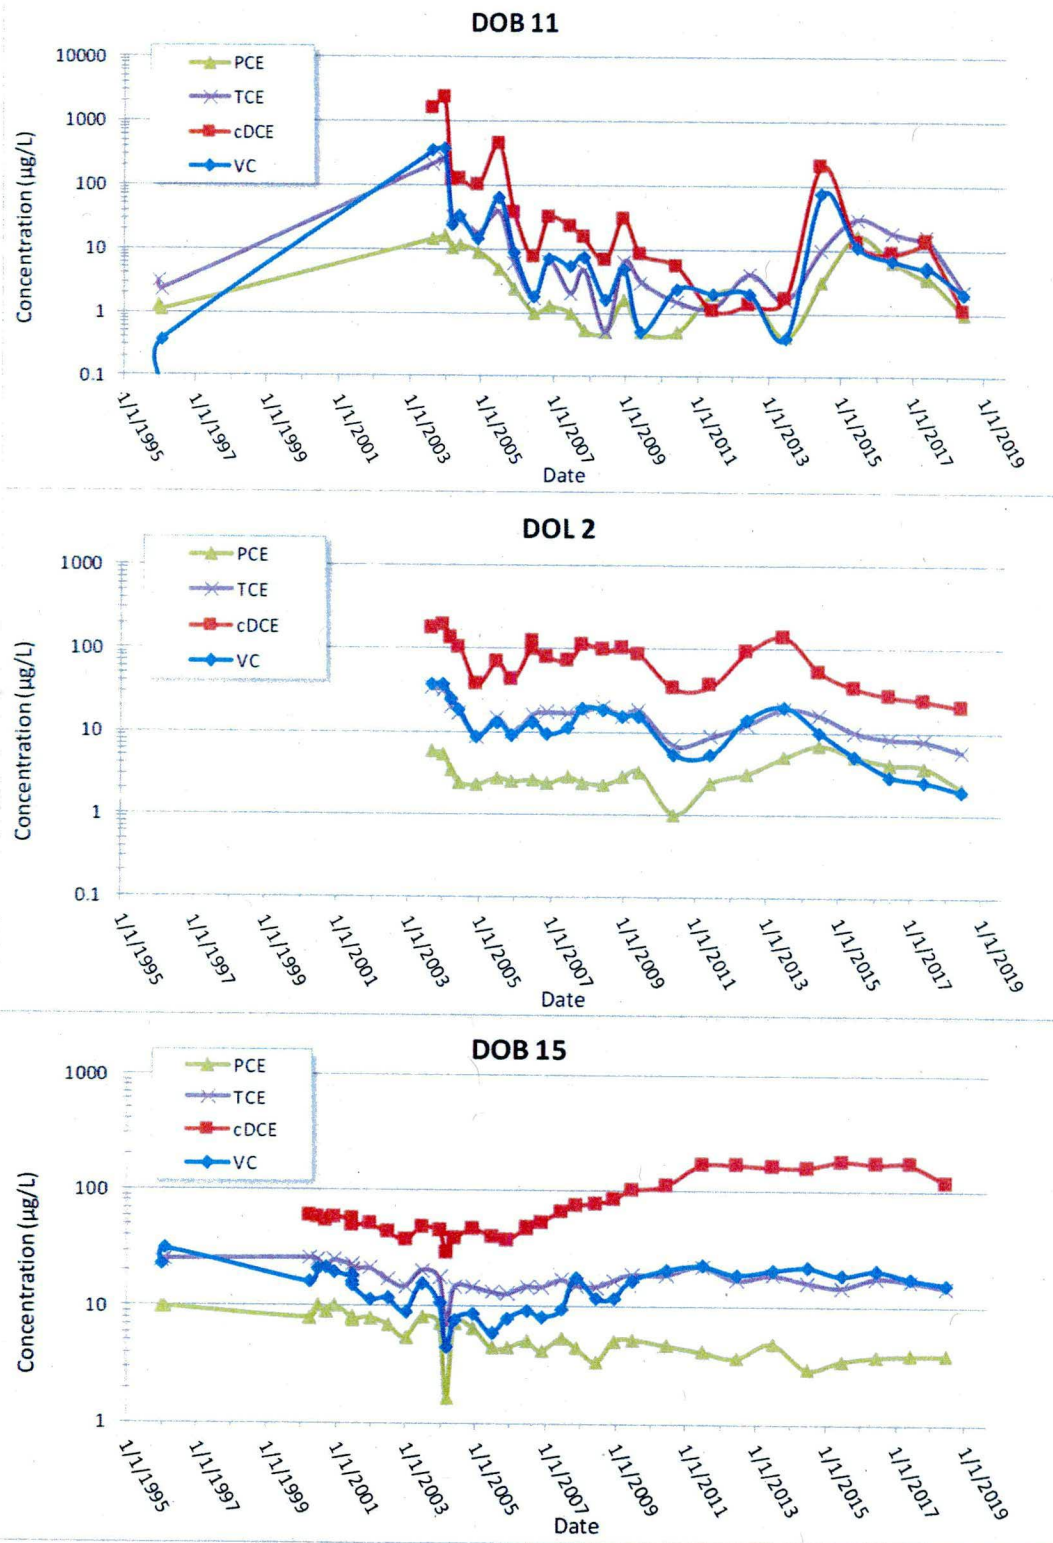 DOB 11
PCE
TCE
cDCE
VC
10000
1000
100
10
1
0.1
Concentration (µg/L)
1/1/1995
1/1/1997
1/1/1999
1/1/2001
1/1/2003
1/1/2005
1/1/2007
1/1/2009
1/1/2011
1/1/2013
1/1/2015
1/1/2017
1/1/2019
Date
DOL 2
PCE
TCE
cDCE
VC
1000
100
10
1
0.1
Concentration (µg/L)
1/1/1995
1/1/1997
1/1/1999
1/1/2001
1/1/2003
1/1/2005
1/1/2007
1/1/2009
1/1/2011
1/1/2013
1/1/2015
1/1/2017
1/1/2019
Date
DOB 15
PCE
TCE
cDCE
VC
1000
100
10
1
Concentration (µg/L)
1/1/1995
1/1/1997
1/1/1999
1/1/2001
1/1/2003
1/1/2005
1/1/2007
1/1/2009
1/1/2011
1/1/2013
1/1/2015
1/1/2017
1/1/2019
Date